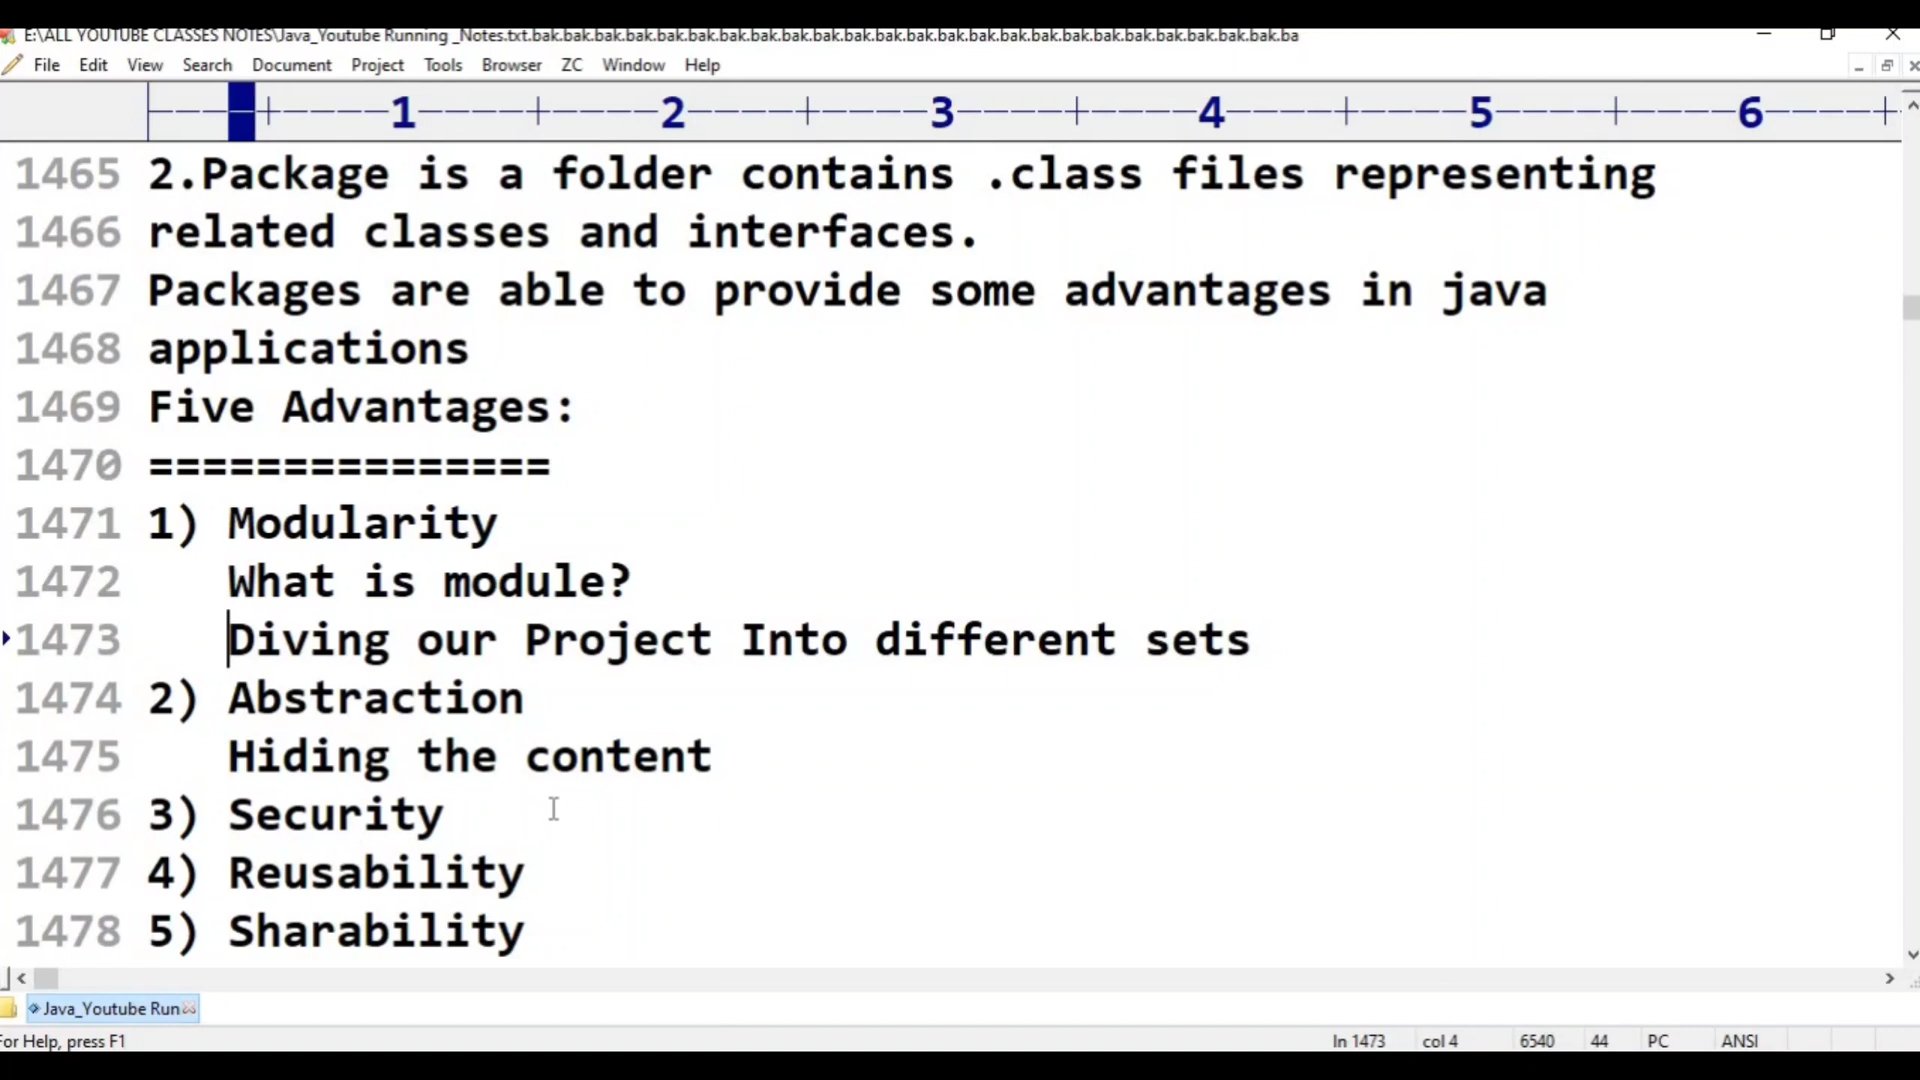 E:\ALL YOUTUBE CLASSES NOTES\Java_Youtube Running _Notes.txt.bak.bak.bak.bak.bak.bak.bak.bak.bak.bak.bak.bak.bak.bak.bak.bak.bak.bak.bak.bak.bak.bak.bak.bak.ba
File Edit View Search Document Project Tools Browser ZC Window Help
1 2 3 4 5 6
1465 2.Package is a folder contains .class files representing
1466 related classes and interfaces.
1467 Packages are able to provide some advantages in java
1468 applications
1469 Five Advantages:
1470 ===============
1471 1) Modularity
1472 What is module?
1473 Diving our Project Into different sets
1474 2) Abstraction
1475 Hiding the content
1476 3) Security
1477 4) Reusability
1478 5) Sharability
Java_Youtube Run
For Help, press F1 ln 1473 col 4 6540 44 PC ANSI